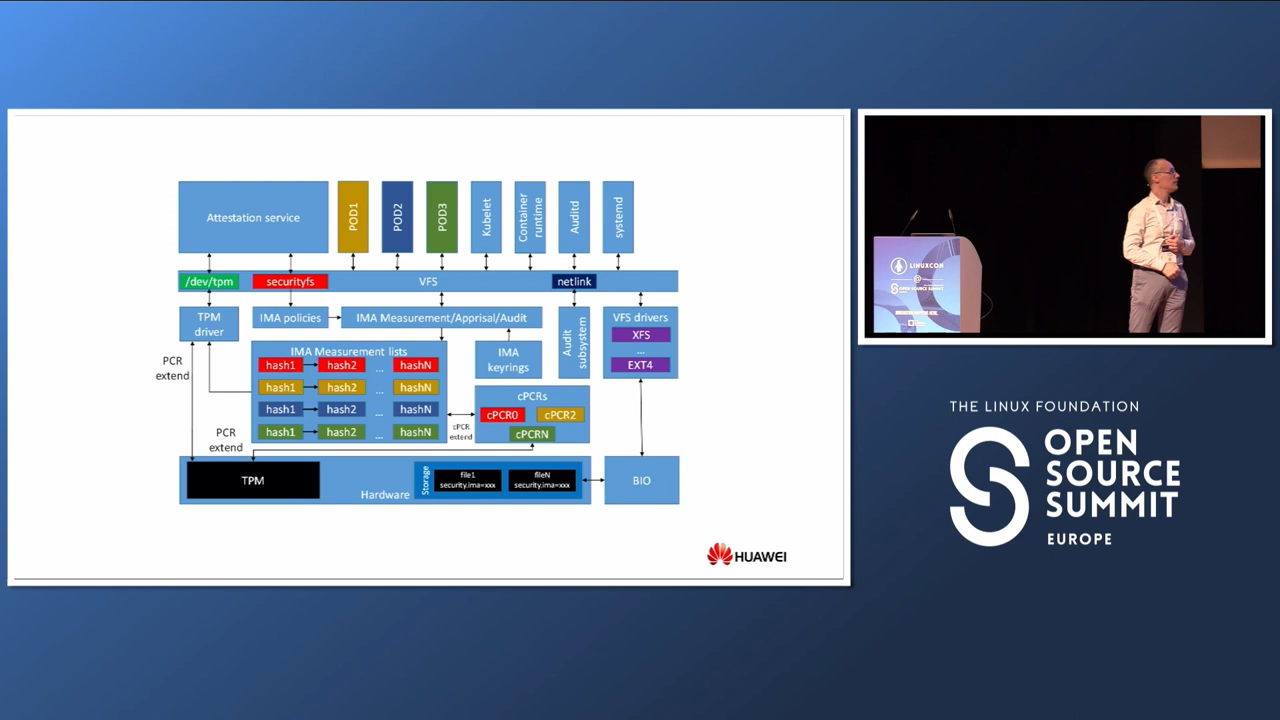 Attestation service
POD1
POD2
POD3
Kubelet
Container
runtime
Auditd
systemd
/dev/tpm
securityfs
VFS
netlink
TPM
driver
IMA policies
IMA Measurement/Apprisal/Audit
Audit
subsystem
VFS drivers
XFS
...
EXT4
PCR
extend
IMA Measurement lists
hash1
hash2
...
hashN
hash1
hash2
...
hashN
hash1
hash2
...
hashN
hash1
hash2
...
hashN
IMA
keyrings
cPCRs
cPCR0
cPCR2
cPCRN
cPCR
extend
PCR
extend
TPM
Hardware
Storage
file1
security.ima=xxx
fileN
security.ima=xxx
BIO
HUAWEI
LINUXCON
@
OPEN SOURCE SUMMIT
THE LINUX FOUNDATION
OPEN
SOURCE
SUMMIT
EUROPE